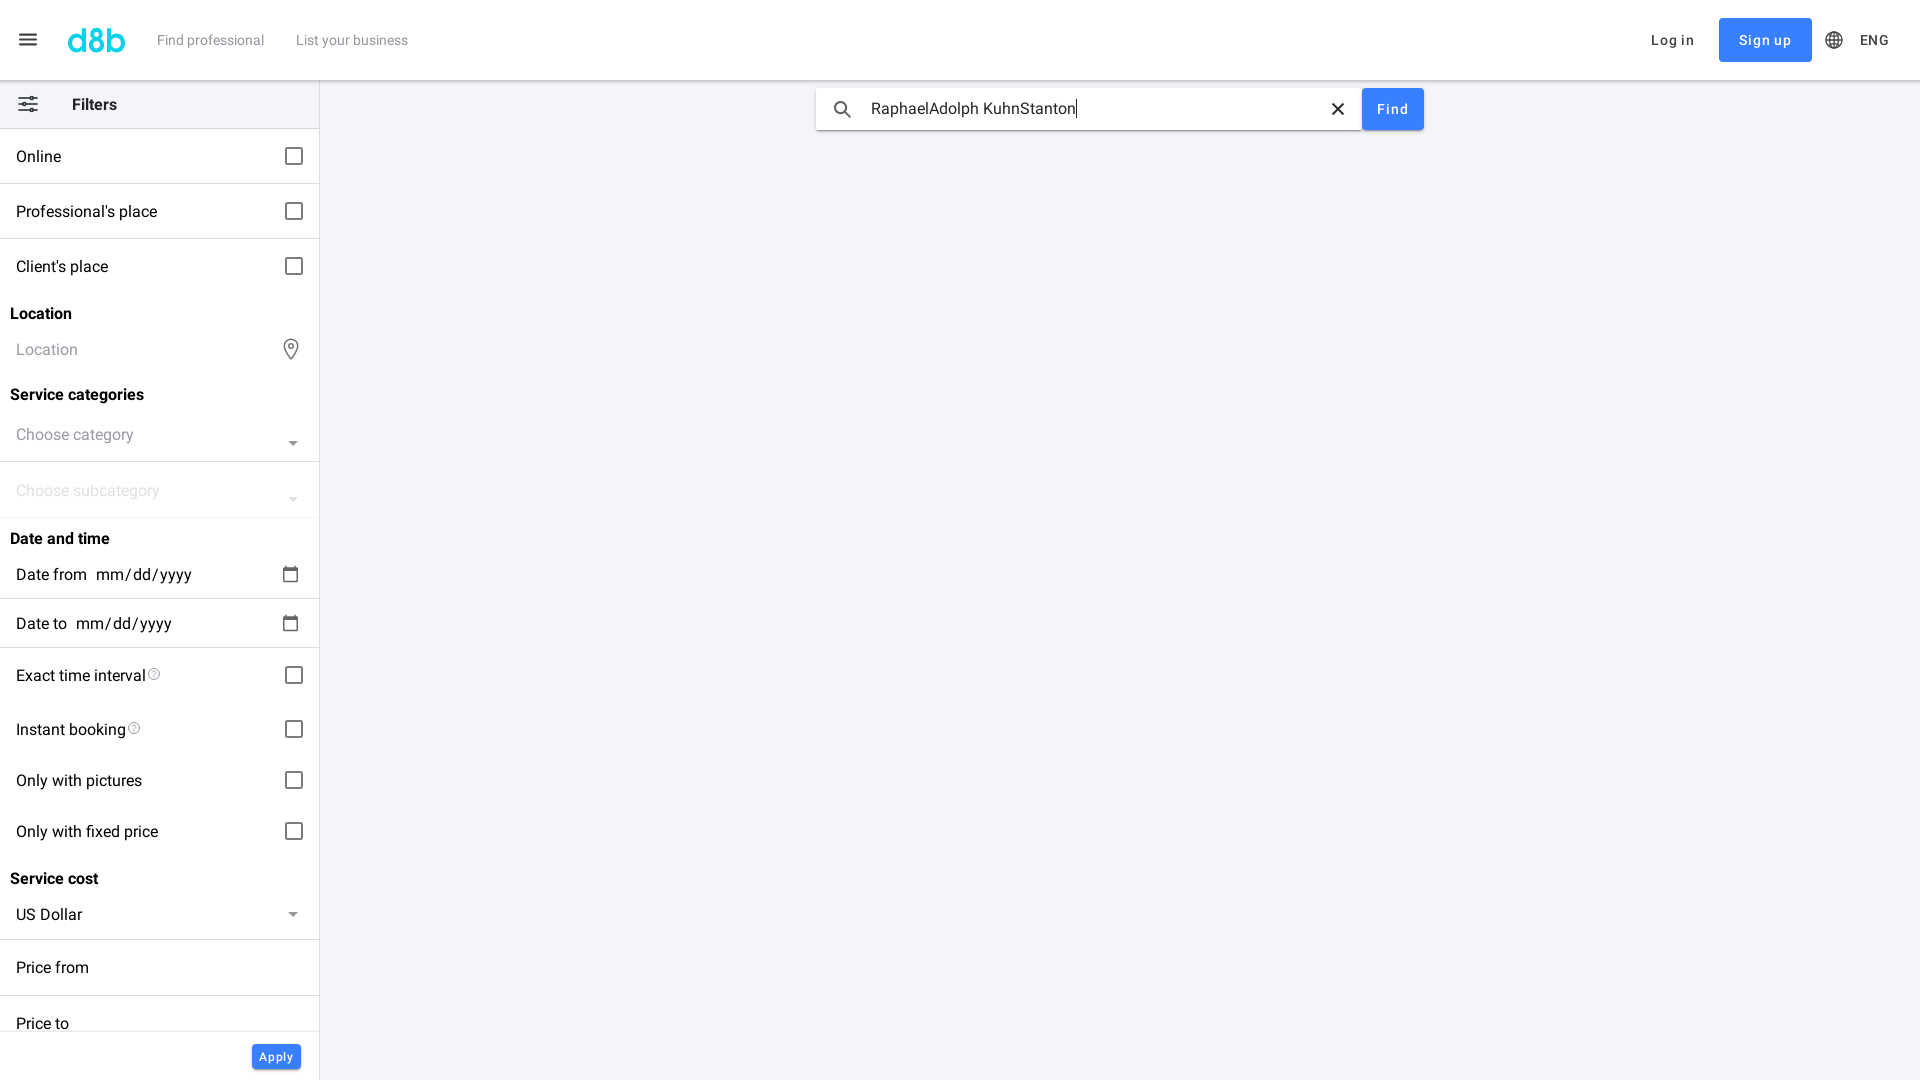 d8b
Find professional
List your business
Log in
Sign up
ENG
Filters
RaphaelAdolph KuhnStanton
Find
Online
Professional's place
Client's place
Location
Location
Service categories
Choose category
Choose subcategory
Date and time
Date from mm/dd/yyyy
Date to mm/dd/yyyy
Exact time interval
Instant booking
Only with pictures
Only with fixed price
Service cost
US Dollar
Price from
Price to
Apply